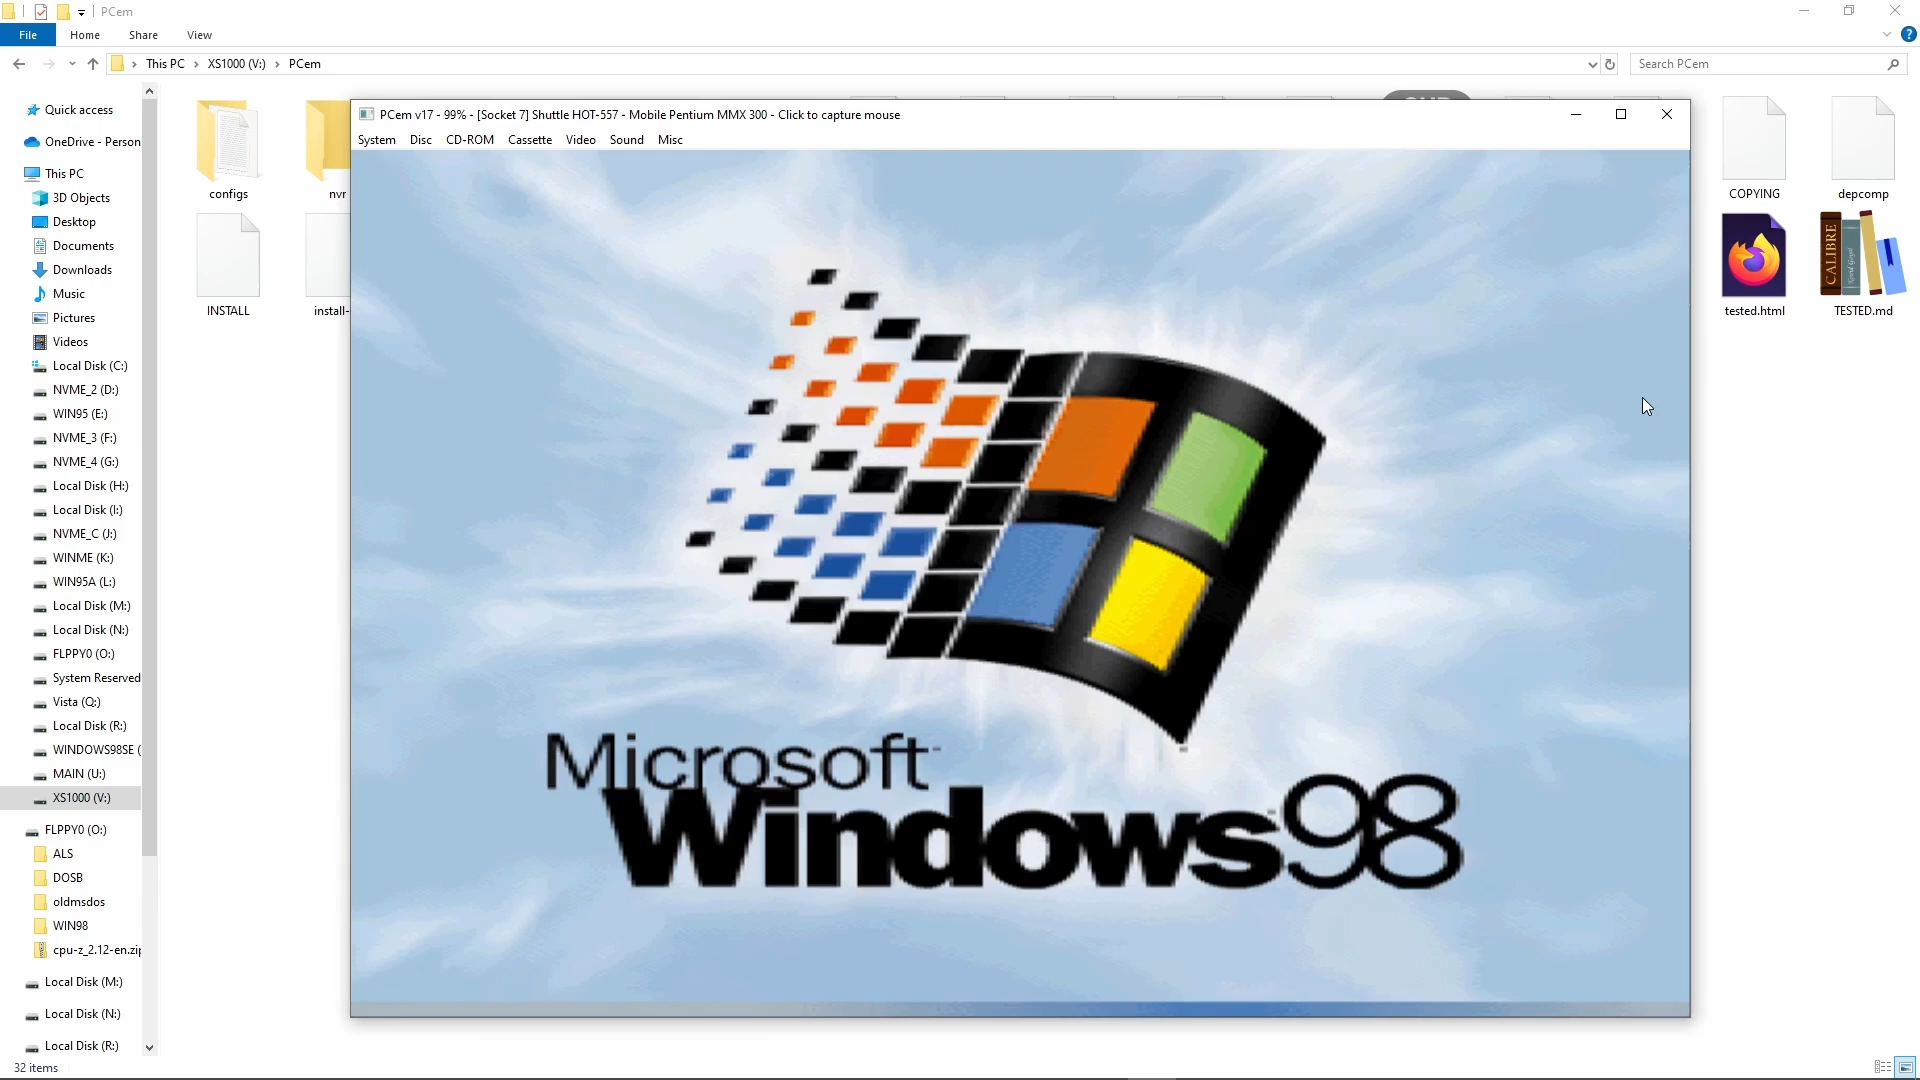 PCem
File
Home
Share
View
This PC
XS1000 (V:)
PCem
Search PCem
Quick access
OneDrive - Person
This PC
3D Objects
Desktop
Documents
Downloads
Music
Pictures
Videos
Local Disk (C:)
NVME_2 (D:)
WIN95 (E:)
NVME_3 (F:)
NVME_4 (G:)
Local Disk (H:)
Local Disk (I:)
NVME_C (J:)
WINME (K:)
WIN95A (L:)
Local Disk (M:)
Local Disk (N:)
FLPPY0 (O:)
System Reserved
Vista (Q:)
Local Disk (R:)
WINDOWS98SE (
MAIN (U:)
XS1000 (V:)
FLPPY0 (O:)
ALS
DOSB
oldmsdos
WIN98
cpu-z_2.12-en.zip
Local Disk (M:)
Local Disk (N:)
Local Disk (R:)
32 items
configs
nvr
INSTALL
install-
PCem v17 - 99% - [Socket 7] Shuttle HOT-557 - Mobile Pentium MMX 300 - Click to capture mouse
System
Disc
CD-ROM
Cassette
Video
Sound
Misc
Microsoft
Windows 98
COPYING
depcomp
CALIBRE
tested.html
TESTED.md